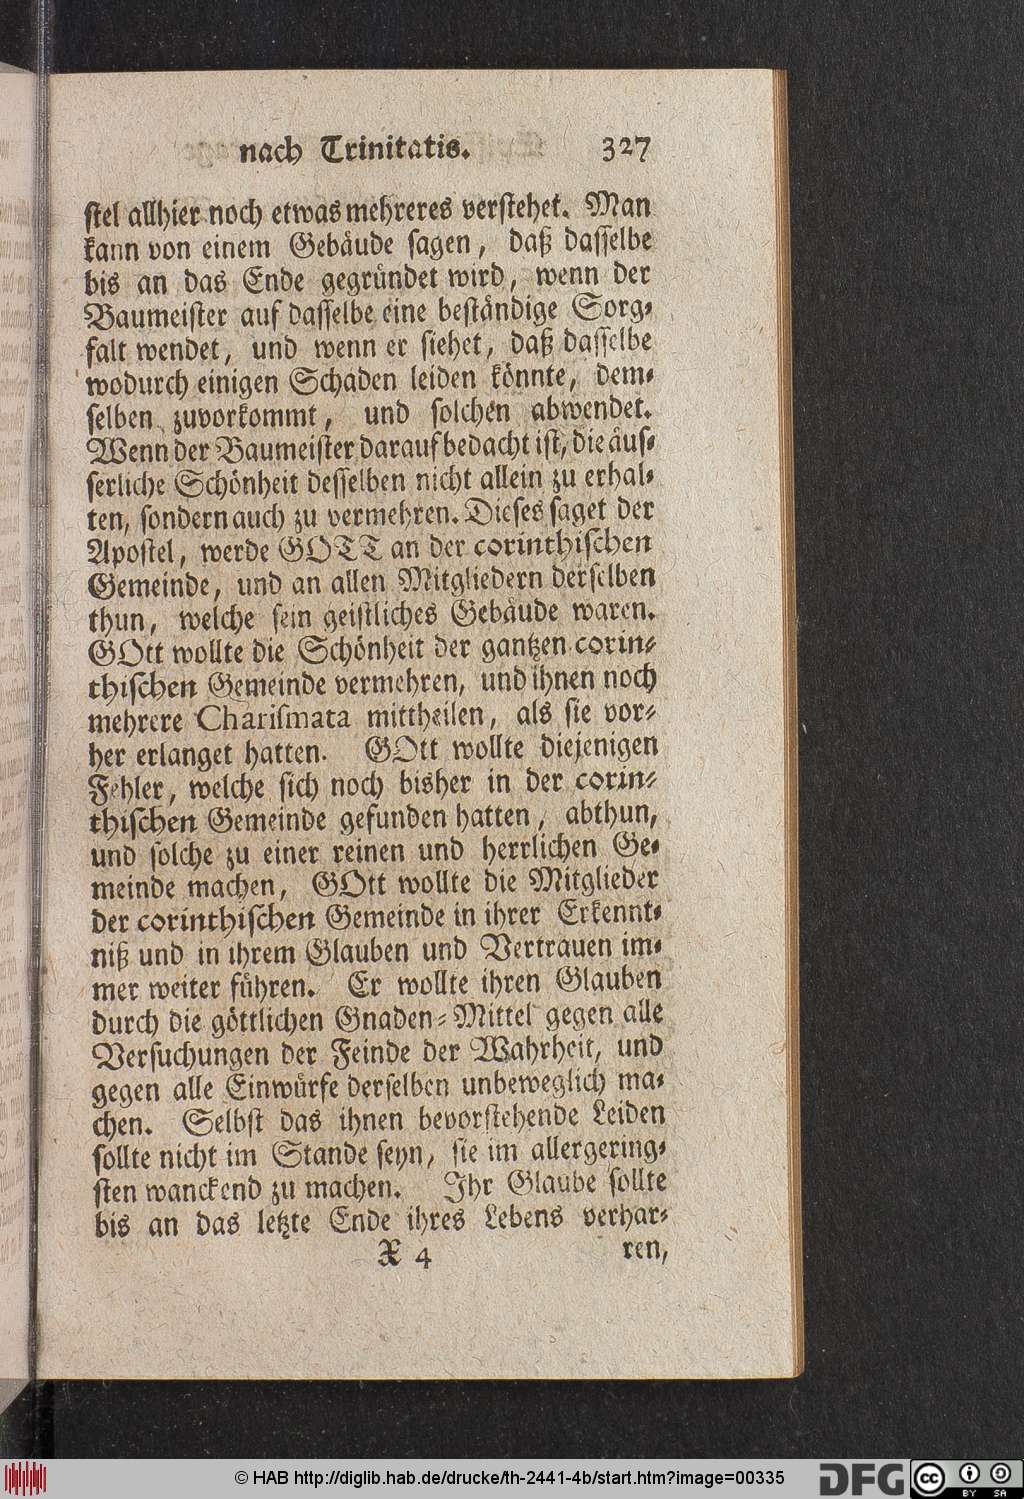 nach Trinitatis. 327
ſtel allhier noch etwas mehreres verſtehet. Man
kann von einem Gebäude ſagen, daß daſſelbe
bis an das Ende gegründet wird, wenn der
Baumeiſter auf daſſelbe eine beſtändige Sorg⸗
falt wendet, und wenn er ſiehet, daß daſſelbe
wodurch einigen Schaden leiden könnte, dem⸗
ſelben zuvorkommt, und ſolchen abwendet.
Wenn der Baumeiſter darauf bedacht iſt, die äuſ⸗
ſerliche Schönheit deſſelben nicht allein zu erhal⸗
ten, ſondern auch zu vermehren. Dieſes ſaget der
Apoſtel, werde GOTT an der corinthiſchen
Gemeinde, und an allen Mitgliedern derſelben
thun, welche ſein geiſtliches Gebäude waren.
GOtt wollte die Schönheit der gantzen corin⸗
thiſchen Gemeinde vermehren, und ihnen noch
mehrere Chariſmata mittheilen, als ſie vor⸗
her erlanget hatten. GOtt wollte diejenigen
Fehler, welche ſich noch bisher in der corin⸗
thiſchen Gemeinde gefunden hatten, abthun,
und ſolche zu einer reinen und herrlichen Ge⸗
meinde machen, GOtt wollte die Mitglieder
der corinthiſchen Gemeinde in ihrer Erkennt⸗
niß und in ihrem Glauben und Vertrauen im⸗
mer weiter führen. Er wollte ihren Glauben
durch die göttlichen Gnaden⸗Mittel gegen alle
Verſuchungen der Feinde der Wahrheit, und
gegen alle Einwürfe derſelben unbeweglich ma⸗
chen. Selbſt das ihnen bevorſtehende Leiden
ſollte nicht im Stande ſeyn, ſie im allergering⸗
ſten wanckend zu machen. Ihr Glaube ſollte
bis an das letzte Ende ihres Lebens verhar⸗
X 4 ren,
© HAB http://diglib.hab.de/drucke/th-2441-4b/start.htm?image=00335
DFG cc BY SA